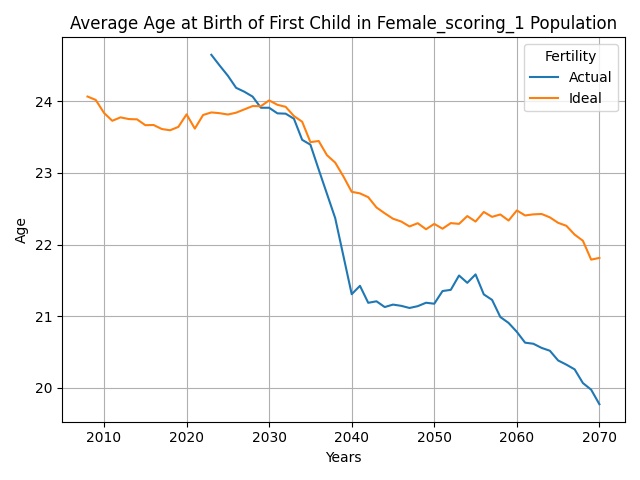 Average Age at Birth of First Child in Female_scoring_1 Population
Fertility
Actual
Ideal
Age
24
23
22
21
20
2010
2020
2030
2040
2050
2060
2070
Years